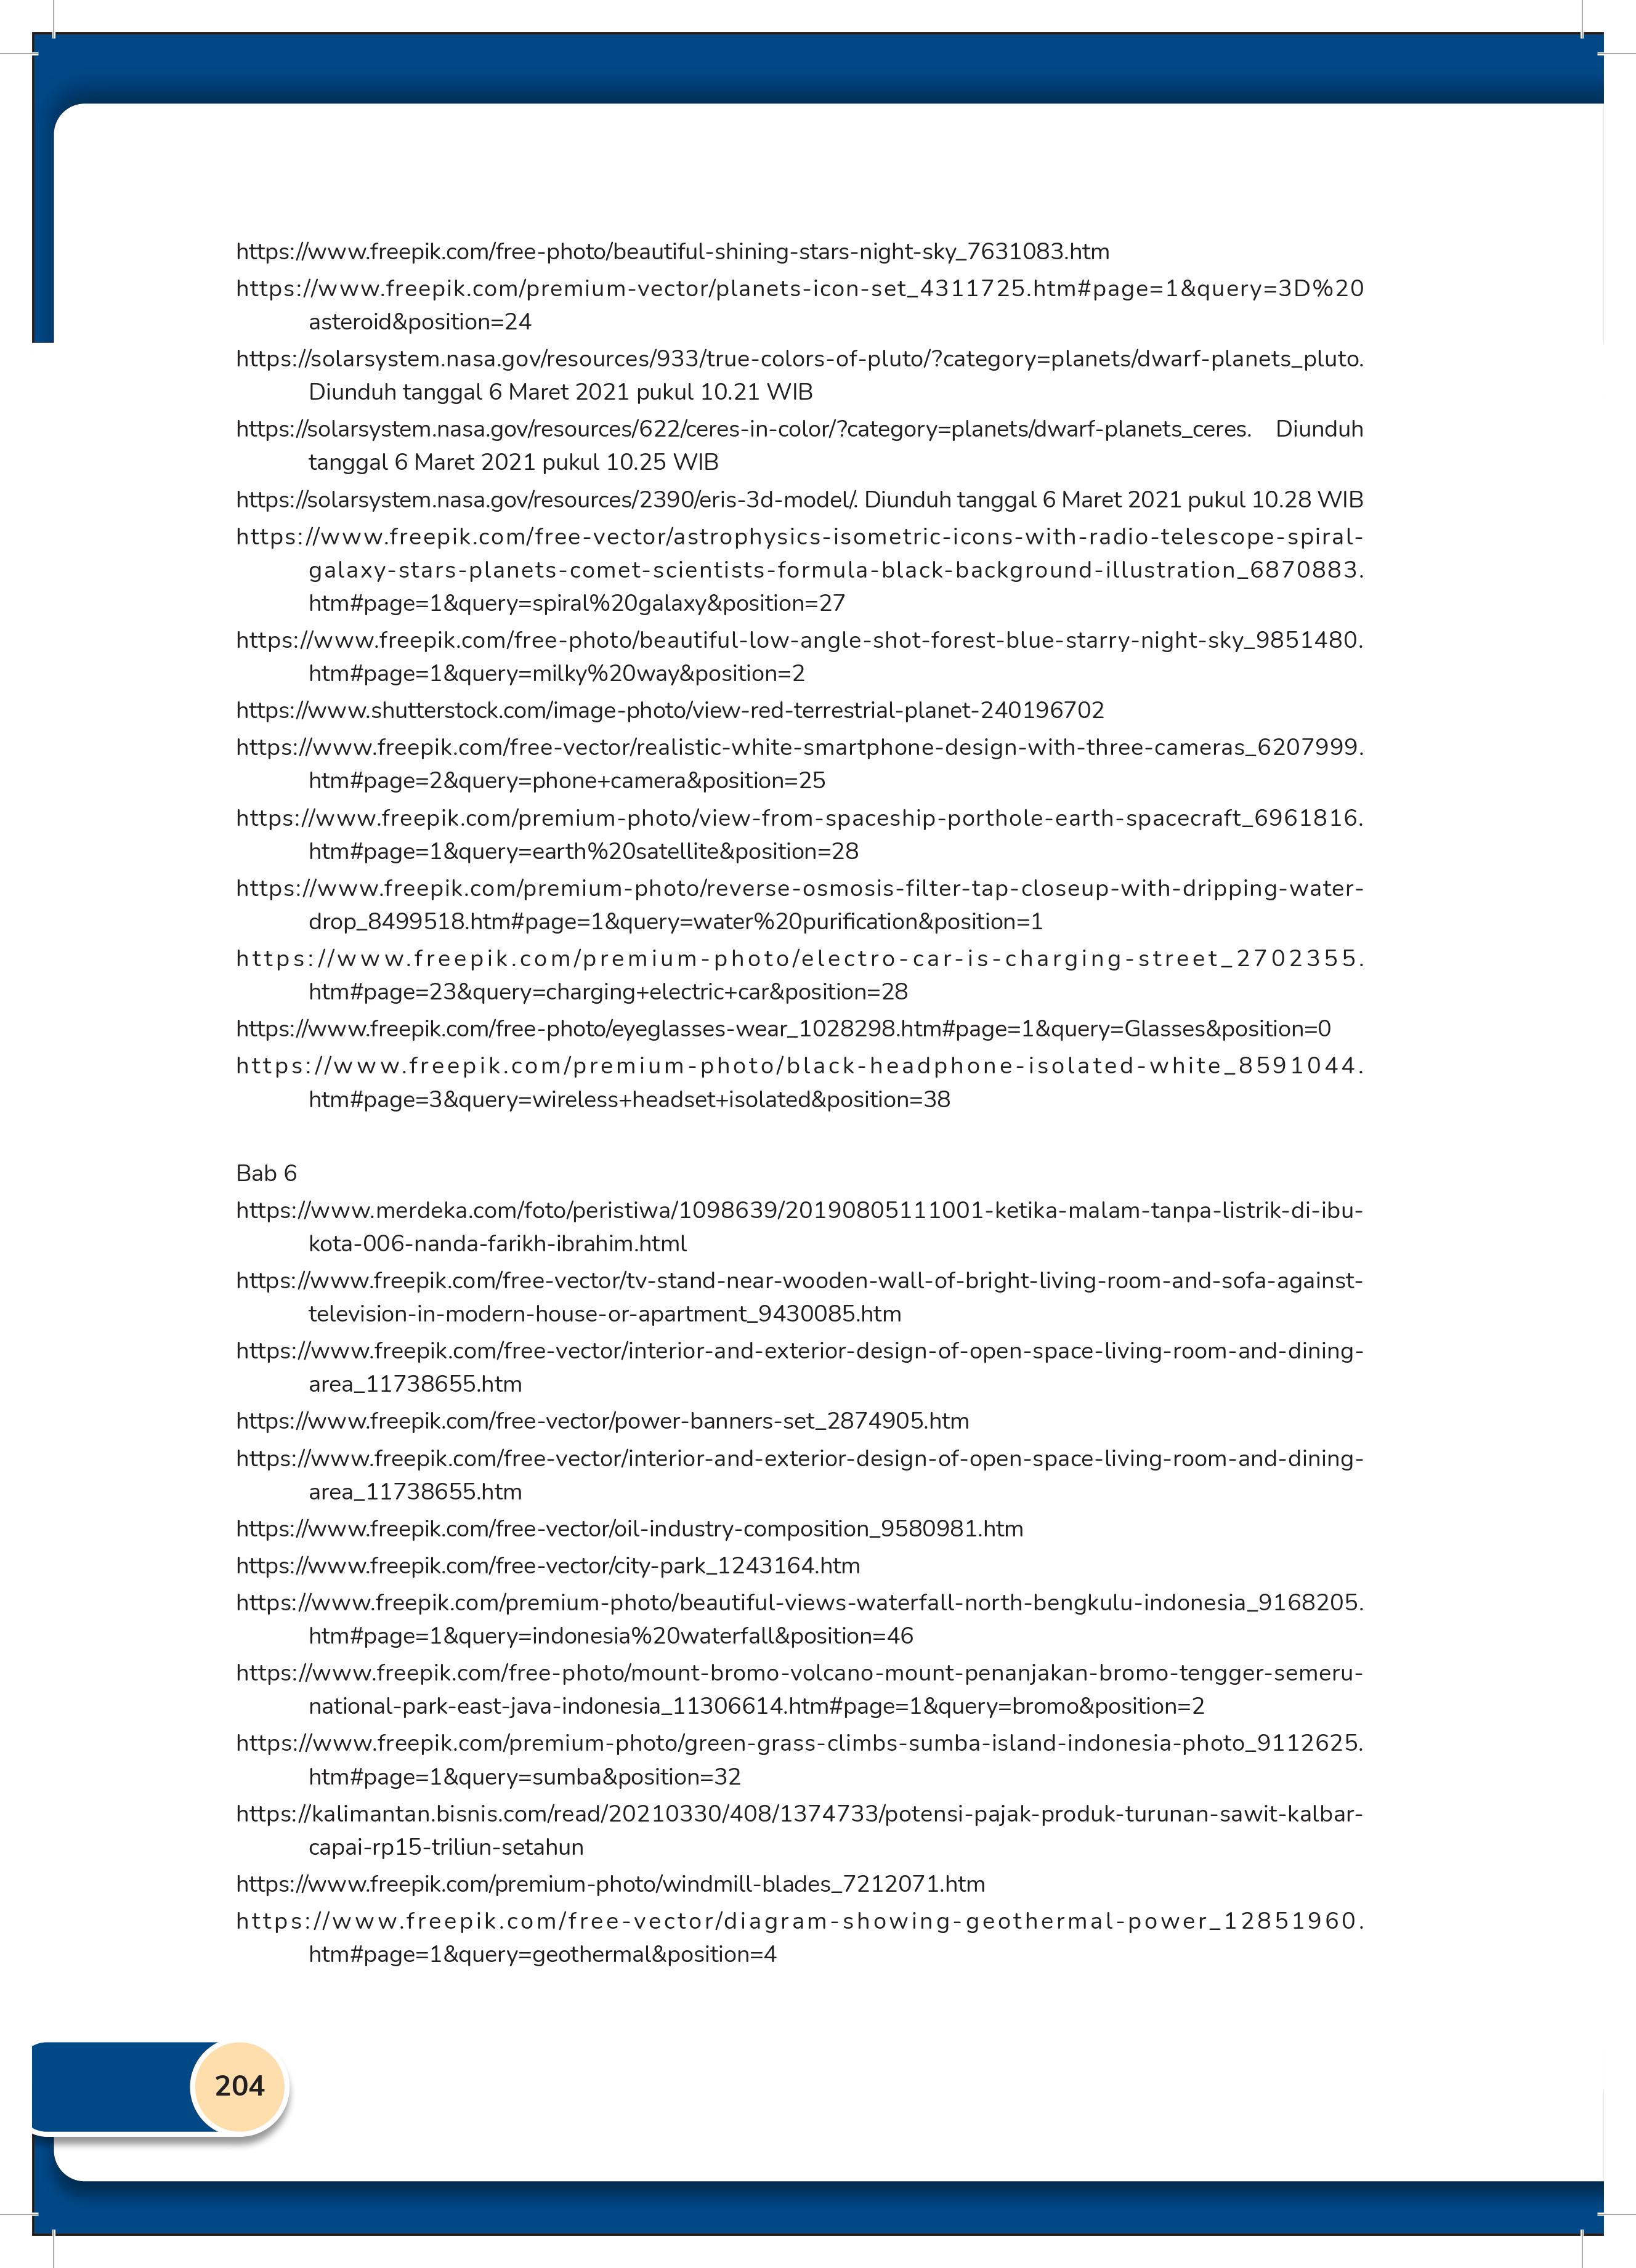 https://www.freepik.com/free-photo/beautiful-shining-stars-night-sky_7631083.htm
https://www.freepik.com/premium-vector/planets-icon-set_4311725.htm#page=1&query=3D%20
asteroid&position=24
https://solarsystem.nasa.gov/resources/933/true-colors-of-pluto/?category=planets/dwarf-planets_pluto.
Diunduh tanggal 6 Maret 2021 pukul 10.21 WIB
https://solarsystem.nasa.gov/resources/622/ceres-in-color/?category=planets/dwarf-planets_ceres. Diunduh
tanggal 6 Maret 2021 pukul 10.25 WIB
https://solarsystem.nasa.gov/resources/2390/eris-3d-model/. Diunduh tanggal 6 Maret 2021 pukul 10.28 WIB
https://www.freepik.com/free-vector/astrophysics-isometric-icons-with-radio-telescope-spiral-
galaxy-stars-planets-comet-scientists-formula-black-background-illustration_6870883.
htm#page=1&query=spiral%20galaxy&position=27
https://www.freepik.com/free-photo/beautiful-low-angle-shot-forest-blue-starry-night-sky_9851480.
htm#page=1&query=milky%20way&position=2
https://www.shutterstock.com/image-photo/view-red-terrestrial-planet-240196702
https://www.freepik.com/free-vector/realistic-white-smartphone-design-with-three-cameras_6207999.
htm#page=2&query=phone+camera&position=25
https://www.freepik.com/premium-photo/view-from-spaceship-porthole-earth-spacecraft_6961816.
htm#page=1&query=earth%20satellite&position=28
https://www.freepik.com/premium-photo/reverse-osmosis-filter-tap-closeup-with-dripping-water-
drop_8499518.htm#page=1&query=water%20purification&position=1
https://www.freepik.com/premium-photo/electro-car-is-charging-street_2702355.
htm#page=23&query=charging+electric+car&position=28
https://www.freepik.com/free-photo/eyeglasses-wear_1028298.htm#page=1&query=Glasses&position=0
https://www.freepik.com/premium-photo/black-headphone-isolated-white_8591044.
htm#page=3&query=wireless+headset+isolated&position=38
Bab 6
https://www.merdeka.com/foto/peristiwa/1098639/20190805111001-ketika-malam-tanpa-listrik-di-ibu-
kota-006-nanda-farikh-ibrahim.html
https://www.freepik.com/free-vector/tv-stand-near-wooden-wall-of-bright-living-room-and-sofa-against-
television-in-modern-house-or-apartment_9430085.htm
https://www.freepik.com/free-vector/interior-and-exterior-design-of-open-space-living-room-and-dining-
area_11738655.htm
https://www.freepik.com/free-vector/power-banners-set_2874905.htm
https://www.freepik.com/free-vector/interior-and-exterior-design-of-open-space-living-room-and-dining-
area_11738655.htm
https://www.freepik.com/free-vector/oil-industry-composition_9580981.htm
https://www.freepik.com/free-vector/city-park_1243164.htm
https://www.freepik.com/premium-photo/beautiful-views-waterfall-north-bengkulu-indonesia_9168205.
htm#page=1&query=indonesia%20waterfall&position=46
https://www.freepik.com/free-photo/mount-bromo-volcano-mount-penanjakan-bromo-tengger-semeru-
national-park-east-java-indonesia_11306614.htm#page=1&query=bromo&position=2
https://www.freepik.com/premium-photo/green-grass-climbs-sumba-island-indonesia-photo_9112625.
htm#page=1&query=sumba&position=32
https://kalimantan.bisnis.com/read/20210330/408/1374733/potensi-pajak-produk-turunan-sawit-kalbar-
capai-rp15-triliun-setahun
https://www.freepik.com/premium-photo/windmill-blades_7212071.htm
https://www.freepik.com/free-vector/diagram-showing-geothermal-power_12851960.
htm#page=1&query=geothermal&position=4
204